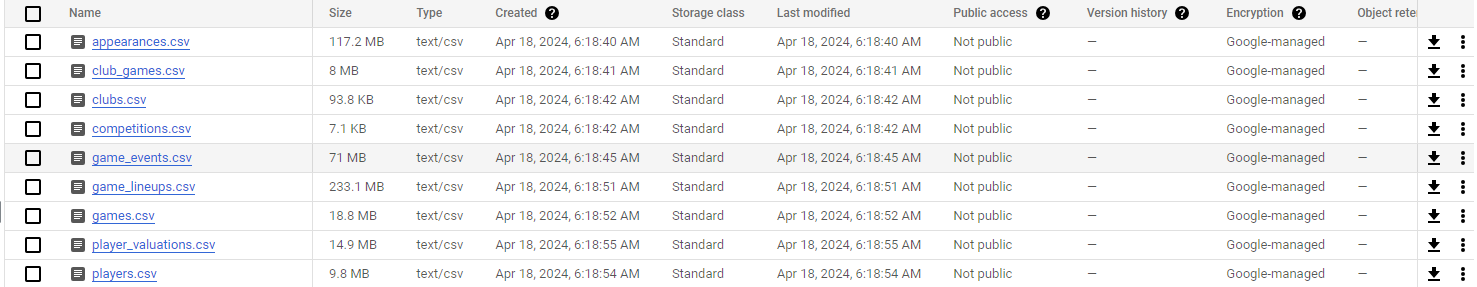 Name Size Type Created Storage class Last modified Public access Version history Encryption Object rete
appearances.csv 117.2 MB text/csv Apr 18, 2024, 6:18:40 AM Standard Apr 18, 2024, 6:18:40 AM Not public — Google-managed —
club_games.csv 8 MB text/csv Apr 18, 2024, 6:18:41 AM Standard Apr 18, 2024, 6:18:41 AM Not public — Google-managed —
clubs.csv 93.8 KB text/csv Apr 18, 2024, 6:18:42 AM Standard Apr 18, 2024, 6:18:42 AM Not public — Google-managed —
competitions.csv 7.1 KB text/csv Apr 18, 2024, 6:18:42 AM Standard Apr 18, 2024, 6:18:42 AM Not public — Google-managed —
game_events.csv 71 MB text/csv Apr 18, 2024, 6:18:45 AM Standard Apr 18, 2024, 6:18:45 AM Not public — Google-managed —
game_lineups.csv 233.1 MB text/csv Apr 18, 2024, 6:18:51 AM Standard Apr 18, 2024, 6:18:51 AM Not public — Google-managed —
games.csv 18.8 MB text/csv Apr 18, 2024, 6:18:52 AM Standard Apr 18, 2024, 6:18:52 AM Not public — Google-managed —
player_valuations.csv 14.9 MB text/csv Apr 18, 2024, 6:18:55 AM Standard Apr 18, 2024, 6:18:55 AM Not public — Google-managed —
players.csv 9.8 MB text/csv Apr 18, 2024, 6:18:54 AM Standard Apr 18, 2024, 6:18:54 AM Not public — Google-managed —